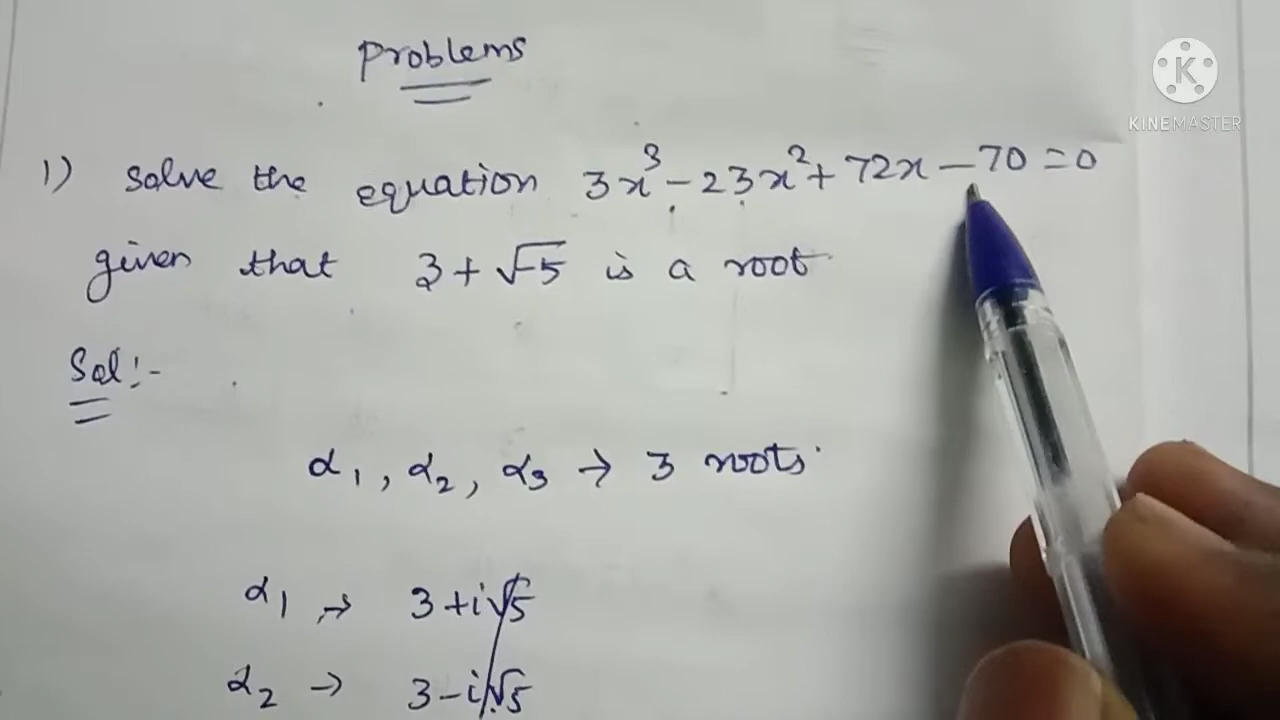 Problems
K
KINEMASTER
1) Solve the equation 3x³ - 23x² + 72x - 70 = 0
given that 3 + √-5 is a root
Sol:-
α₁, α₂, α₃ → 3 roots.
α₁ → 3 + i√5
α₂ → 3 - i√5